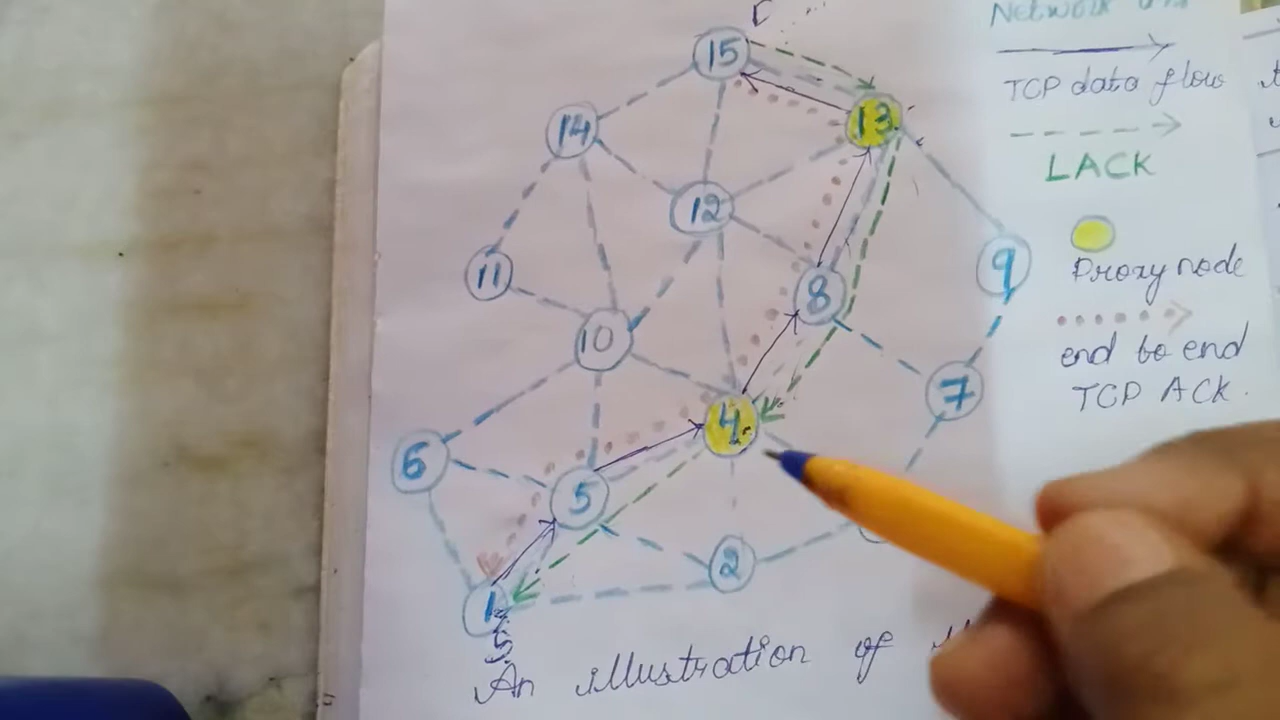 15
13
14
12
11
9
8
10
7
4
6
5
2
1
S
An illustration of
Network
TCP data flow
LACK
Proxy node
end to end
TCP ACK.